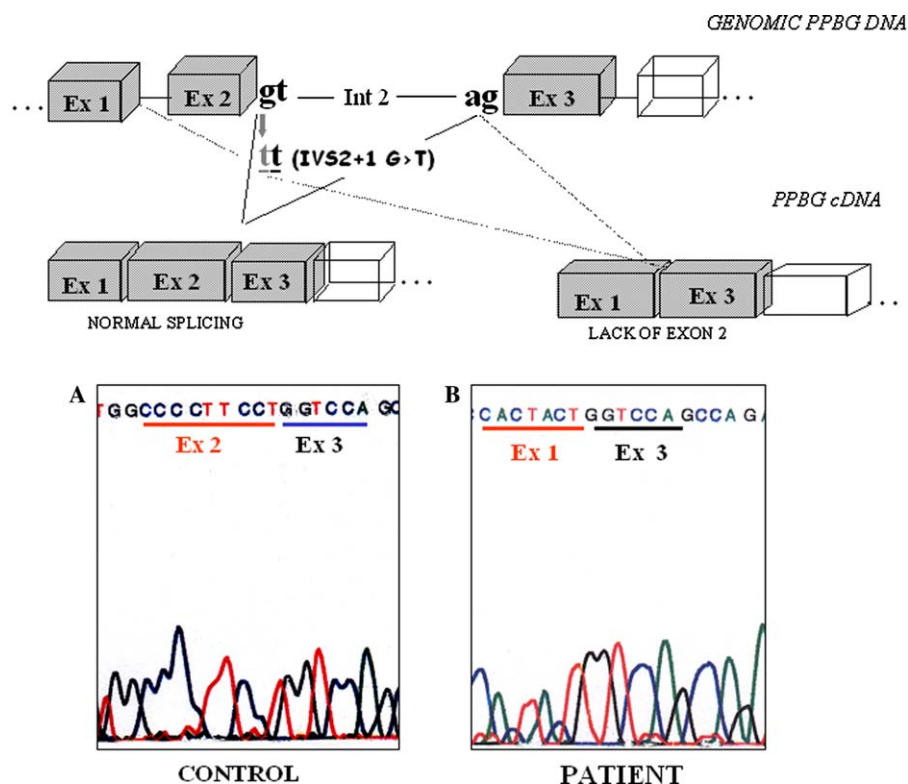 GENOMIC PPBG DNA
. . . Ex 1 Ex 2 gt Int 2 ag Ex 3 . . .
tt (IVS2+1 G>T)
PPBG cDNA
Ex 1 Ex 2 Ex 3 . . .
Ex 1 Ex 3 . . .
NORMAL SPLICING
LACK OF EXON 2
A
TGGCCCCTTCCTGGTCCAGC
Ex 2 Ex 3
CONTROL
B
CCACTACTGGTCCAGCCAGA
Ex 1 Ex 3
PATIENT